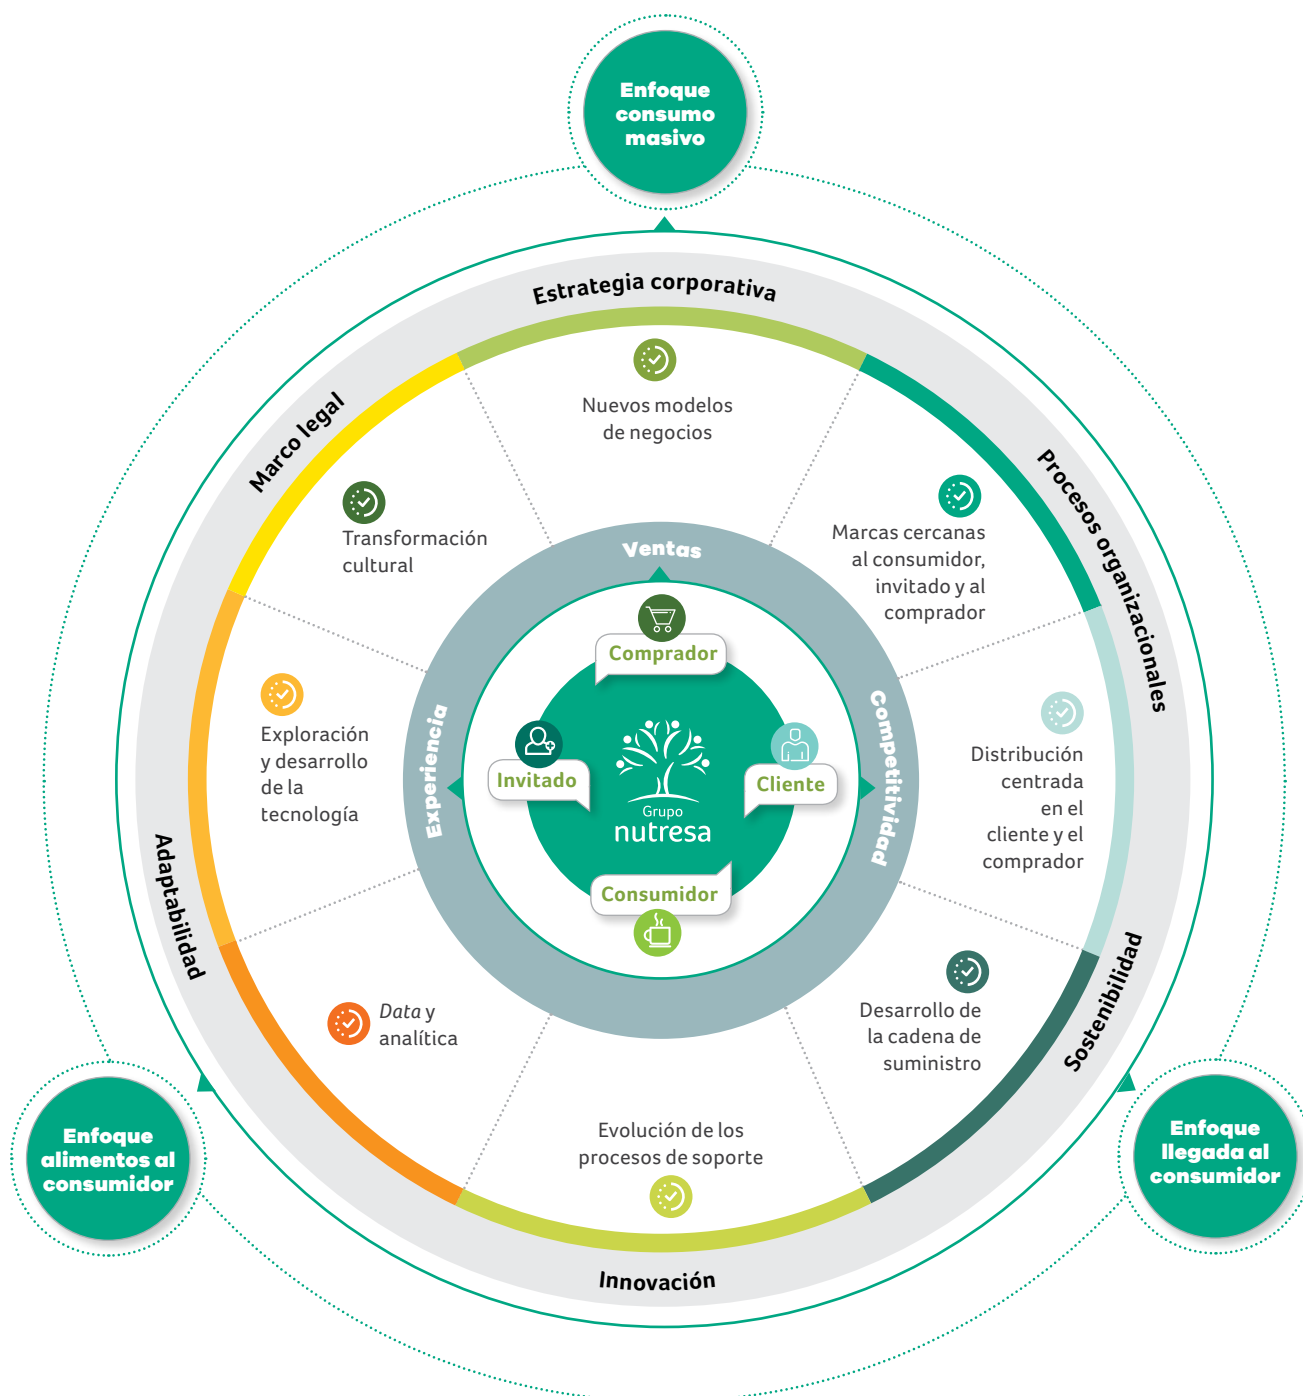 Enfoque
consumo
masivo
Estrategia corporativa
Marco legal
Procesos organizacionales
Nuevos modelos
de negocios
Transformación
cultural
Marcas cercanas
al consumidor,
invitado y al
comprador
Ventas
Comprador
Experiencia
Competitividad
Invitado
Cliente
Grupo
nutresa
Consumidor
Exploración
y desarrollo
de la
tecnología
Distribución
centrada
en el
cliente y el
comprador
Adaptabilidad
Sostenibilidad
Data y
analítica
Desarrollo de
la cadena de
suministro
Evolución de los
procesos de soporte
Enfoque
alimentos al
consumidor
Enfoque
llegada al
consumidor
Innovación